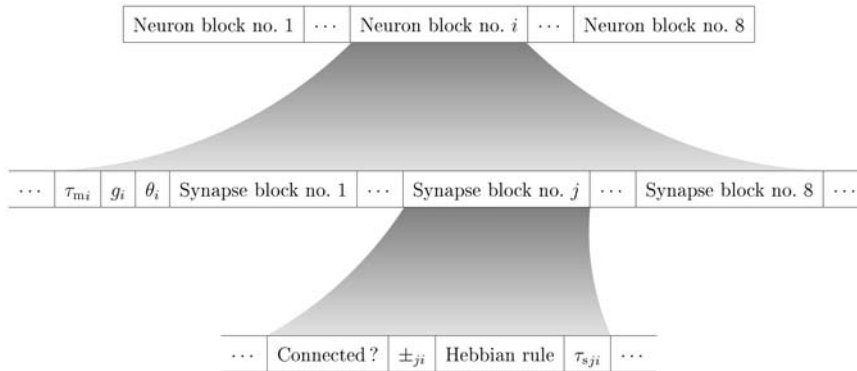 Neuron block no. 1 ⋯ Neuron block no. i ⋯ Neuron block no. 8
⋯ τₘᵢ gᵢ θᵢ Synapse block no. 1 ⋯ Synapse block no. j ⋯ Synapse block no. 8 ⋯
⋯ Connected ? ±ⱼᵢ Hebbian rule τₛⱼᵢ ⋯